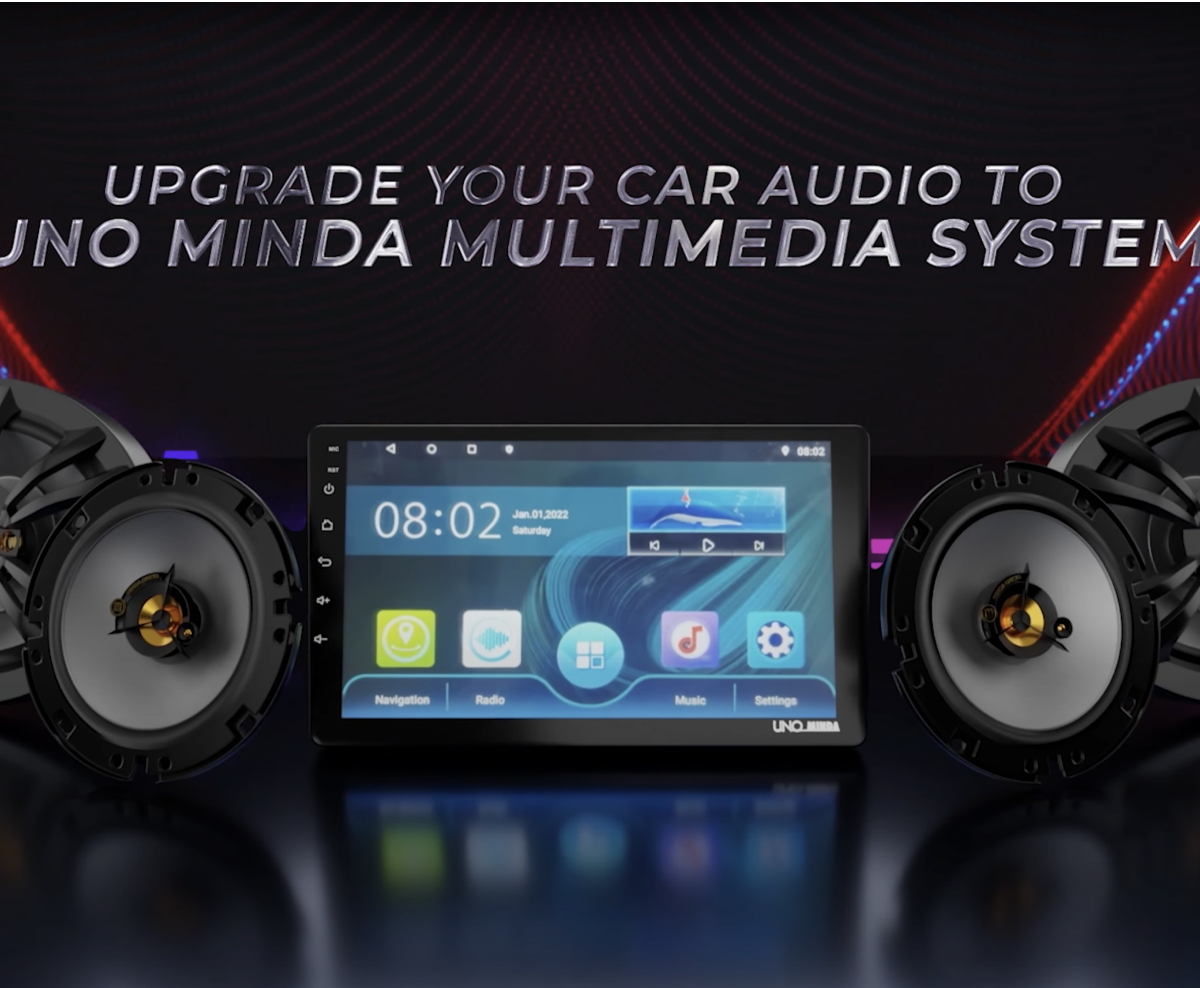 UPGRADE YOUR CAR AUDIO TO
UNO MINDA MULTIMEDIA SYSTEM
MIC
RST
08:02
08:02
Jan.01,2022
Saturday
Navigation
Radio
Music
Settings
UNO MINDA